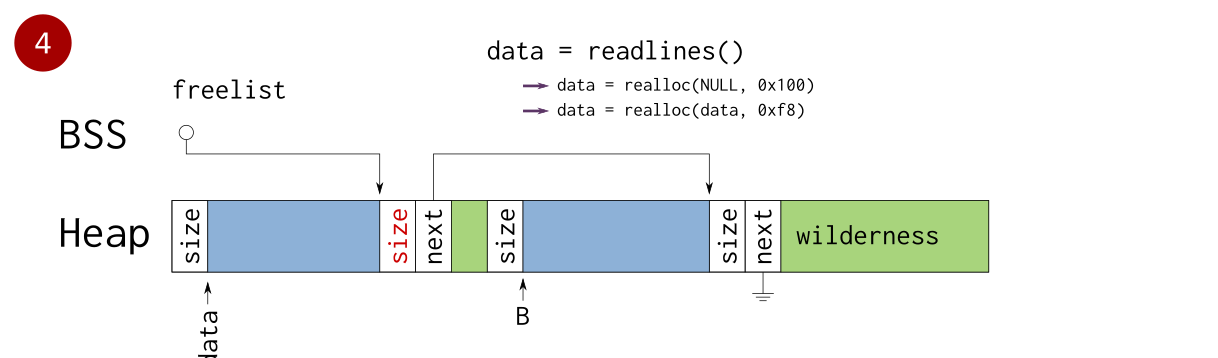 4
data = readlines()
data = realloc(NULL, 0x100)
data = realloc(data, 0xf8)
freelist
BSS
Heap
size
size
next
size
size
next
wilderness
data
B